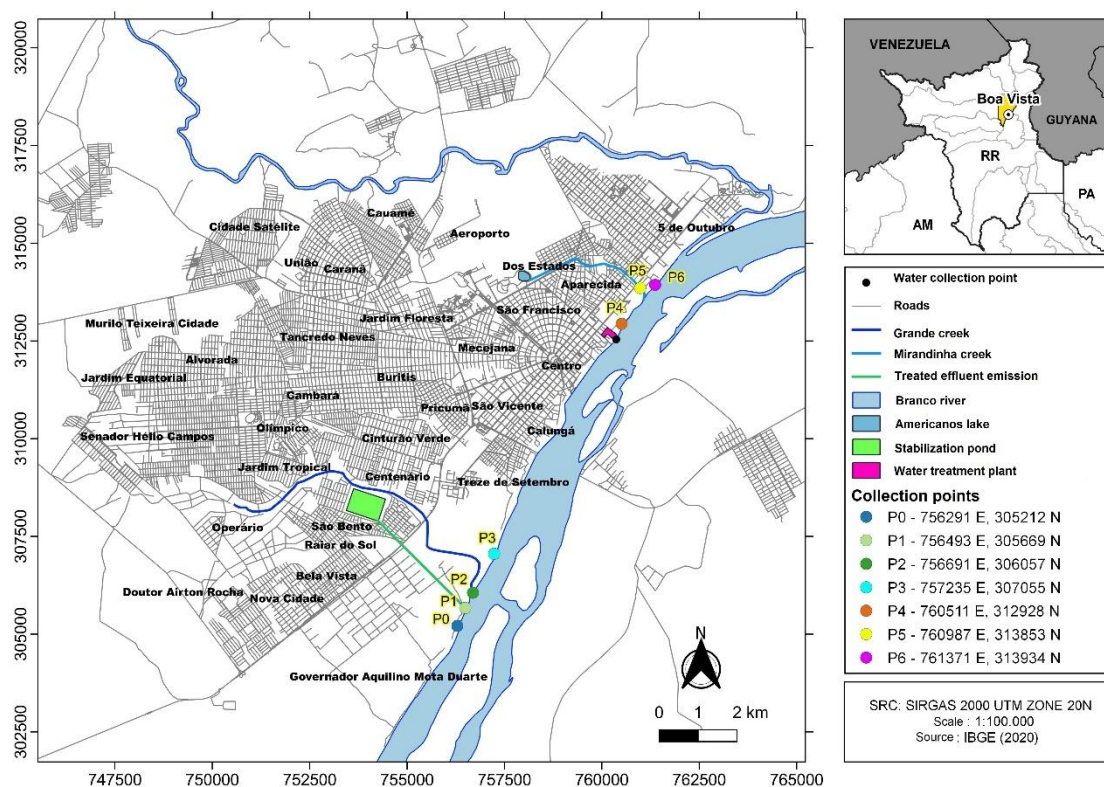 320000
317500
315000
312500
310000
307500
305000
302500
747500
750000
752500
755000
757500
760000
762500
765000
Cauamé
5 de Outubro
Cidade Satélite
Aeroporto
União
Caraná
Dos Estados
P5
P6
Aparecida
São Francisco
P4
Murilo Teixeira Cidade
Jardim Floresta
Tancredo Neves
Mecejana
Alvorada
Centro
Jardim Equatorial
Buritis
Cambará
Pricumã
São Vicente
Olímpico
Calungá
Senador Hélio Campos
Cinturão Verde
Jardim Tropical
Centenário
Treze de Setembro
Operário
São Bento
Raiar do Sol
P3
Bela Vista
P2
Doutor Airton Rocha
Nova Cidade
P1
P0
Governador Aquilino Mota Duarte
N
0 1 2 km
VENEZUELA
Boa Vista
GUYANA
RR
PA
AM
Water collection point
Roads
Grande creek
Mirandinha creek
Treated effluent emission
Branco river
Americanos lake
Stabilization pond
Water treatment plant
Collection points
P0 - 756291 E, 305212 N
P1 - 756493 E, 305669 N
P2 - 756691 E, 306057 N
P3 - 757235 E, 307055 N
P4 - 760511 E, 312928 N
P5 - 760987 E, 313853 N
P6 - 761371 E, 313934 N
SRC: SIRGAS 2000 UTM ZONE 20N
Scale : 1:100.000
Source : IBGE (2020)